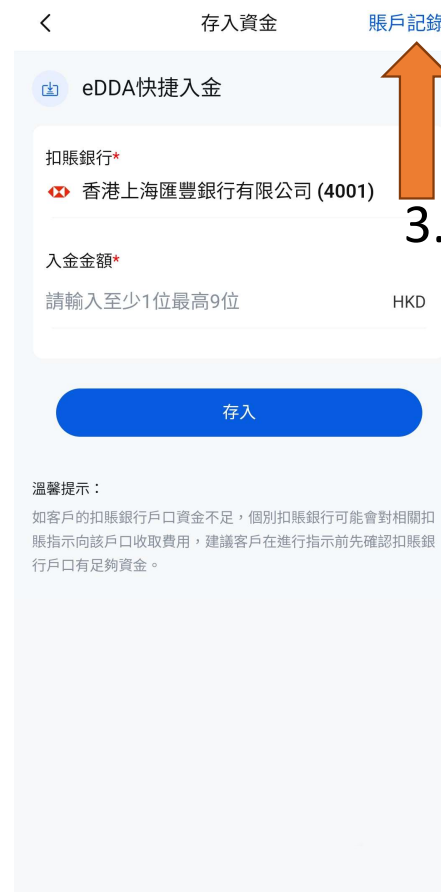 存入資金
賬戶記錄
eDDA快捷入金
扣賬銀行*
香港上海匯豐銀行有限公司 (4001)
3.
入金金額*
請輸入至少1位最高9位
HKD
存入
溫馨提示：
如客戶的扣賬銀行戶口資金不足，個別扣賬銀行可能會對相關扣
賬指示向該戶口收取費用，建議客戶在進行指示前先確認扣賬銀
行戶口有足夠資金。